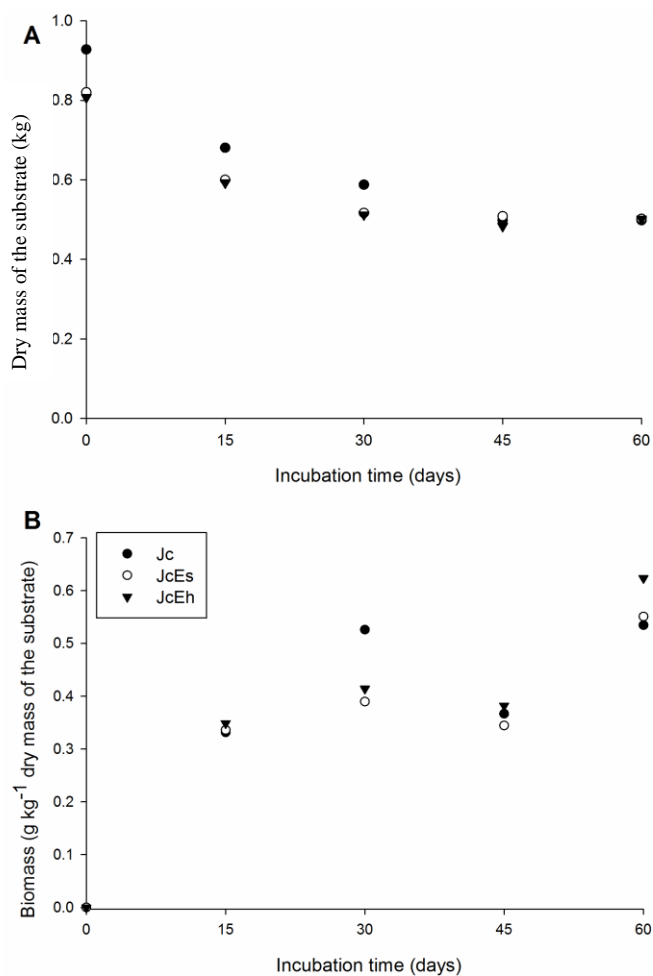 A
Dry mass of the substrate (kg)
1.0
0.8
0.6
0.4
0.2
0.0
0 15 30 45 60
Incubation time (days)
B
Jc
JcEs
JcEh
Biomass (g kg⁻¹ dry mass of the substrate)
0.7
0.6
0.5
0.4
0.3
0.2
0.1
0.0
0 15 30 45 60
Incubation time (days)